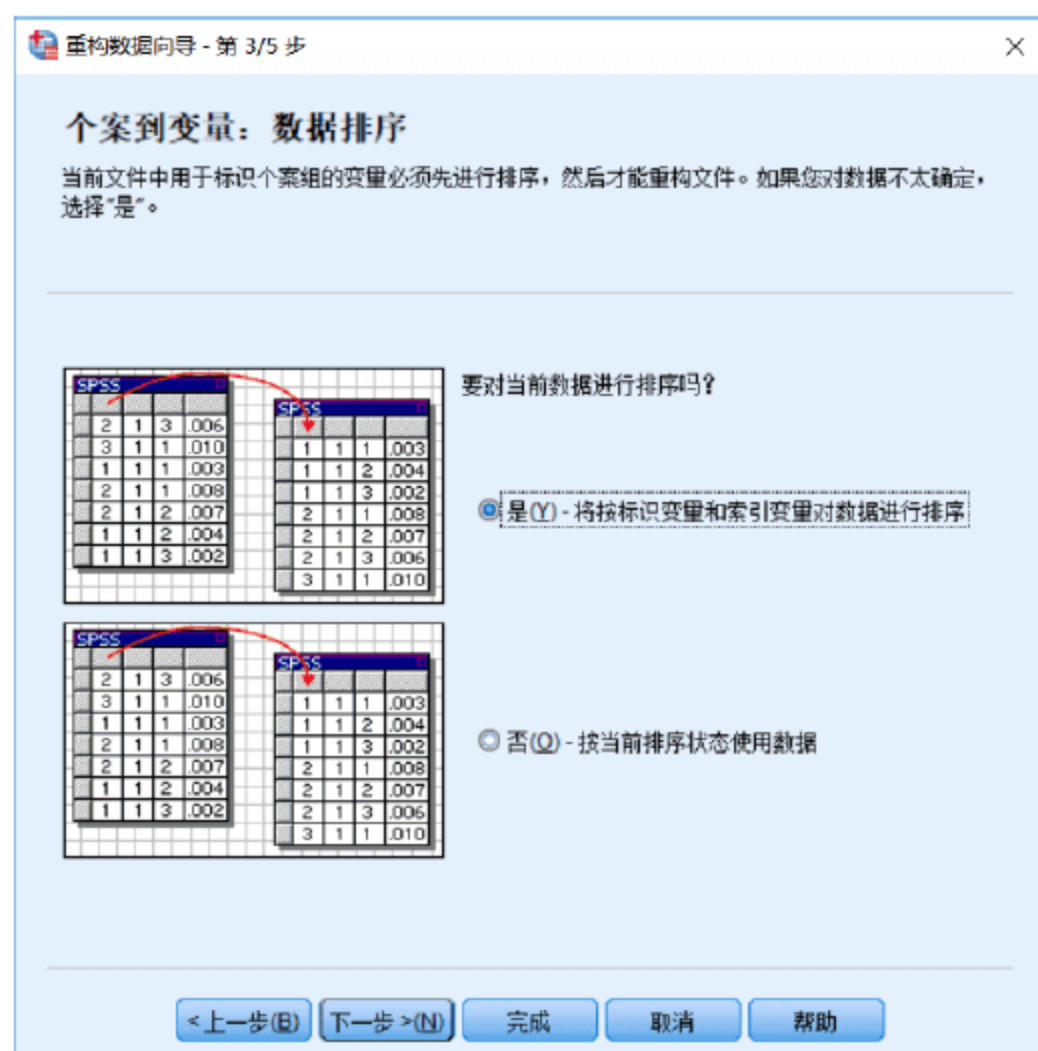 重构数据向导 - 第 3/5 步
个案到变量：数据排序
当前文件中用于标识个案组的变量必须先进行排序，然后才能重构文件。如果您对数据不太确定，
选择“是”。
要对当前数据进行排序吗？
SPSS
2 1 3 .006
3 1 1 .010
1 1 1 .003
2 1 1 .008
2 1 2 .007
1 1 2 .004
1 1 3 .002
SPSS
1 1 1 .003
1 1 2 .004
1 1 3 .002
2 1 1 .008
2 1 2 .007
2 1 3 .006
3 1 1 .010
是(Y) - 将按标识变量和索引变量对数据进行排序
SPSS
2 1 3 .006
3 1 1 .010
1 1 1 .003
2 1 1 .008
2 1 2 .007
1 1 2 .004
1 1 3 .002
SPSS
1 1 1 .003
1 1 2 .004
1 1 3 .002
2 1 1 .008
2 1 2 .007
2 1 3 .006
3 1 1 .010
否(O) - 按当前排序状态使用数据
<上一步(B) 下一步 >(N) 完成 取消 帮助